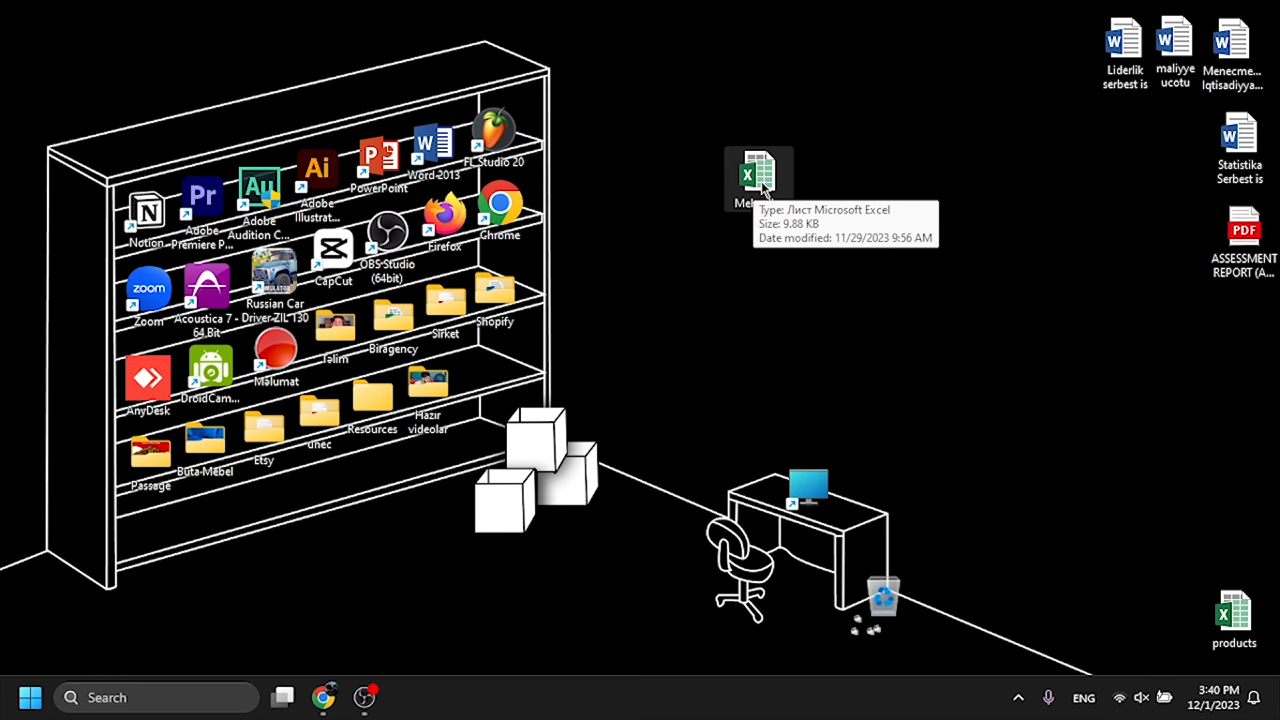 Liderlik
serbest is
maliyye
ucotu
Menecme...
Iqtisadiyya...
Statistika
Serbest is
PDF
ASSESSMENT
REPORT (A...
FL Studio 20
Word 2013
PowerPoint
Adobe
Illustrat...
Adobe
Audition C...
Adobe
Premiere P...
Notion
Chrome
Firefox
OBS Studio
(64bit)
CapCut
Russian Car
Driver ZIL 130
Acoustica 7 -
64 Bit
zoom
Zoom
Shopify
Sirket
Biragency
Təlim
Məlumat
DroidCam...
AnyDesk
Hazır
videolar
Resources
unec
Etsy
Buta Mebel
Passage
Type: Лист Microsoft Excel
Size: 9.88 KB
Date modified: 11/29/2023 9:56 AM
products
Search
ENG
3:40 PM
12/1/2023